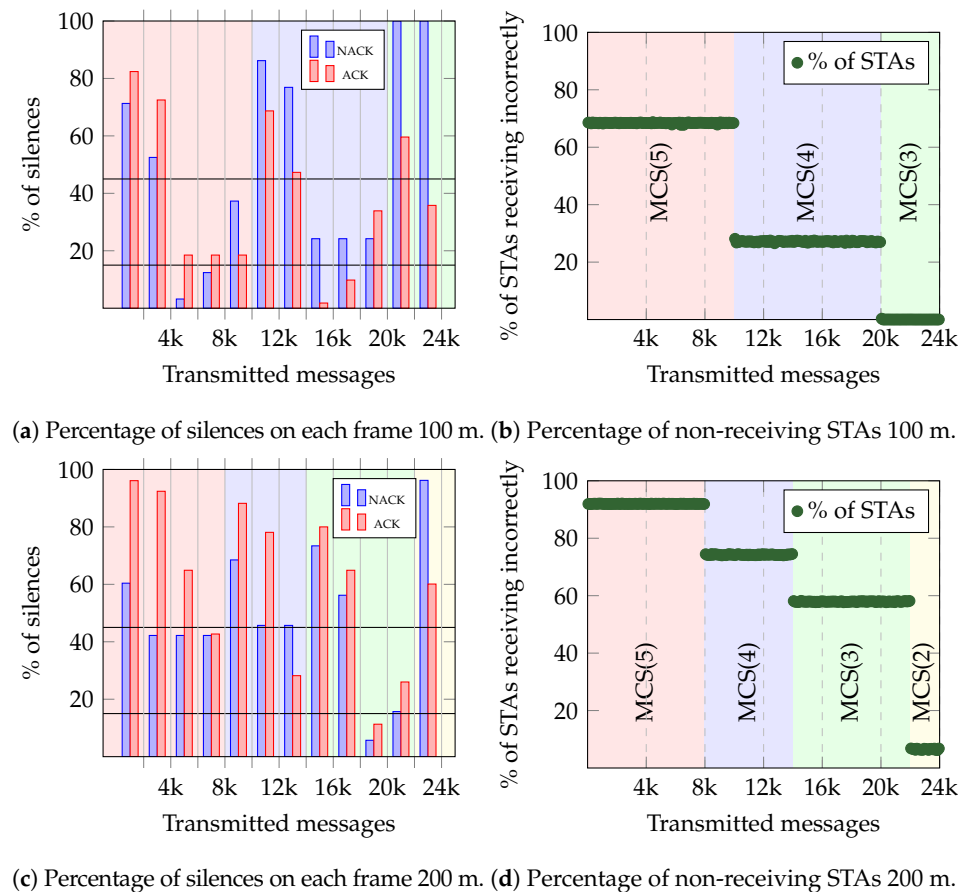 100
80
60
40
20
% of silences
NACK
ACK
4k 8k 12k 16k 20k 24k
Transmitted messages
(a) Percentage of silences on each frame 100 m.
100
80
60
40
20
% of STAs receiving incorrectly
% of STAs
MCS(5)
MCS(4)
MCS(3)
4k 8k 12k 16k 20k 24k
Transmitted messages
(b) Percentage of non-receiving STAs 100 m.
100
80
60
40
20
% of silences
NACK
ACK
4k 8k 12k 16k 20k 24k
Transmitted messages
(c) Percentage of silences on each frame 200 m.
100
80
60
40
20
% of STAs receiving incorrectly
% of STAs
MCS(5)
MCS(4)
MCS(3)
MCS(2)
4k 8k 12k 16k 20k 24k
Transmitted messages
(d) Percentage of non-receiving STAs 200 m.